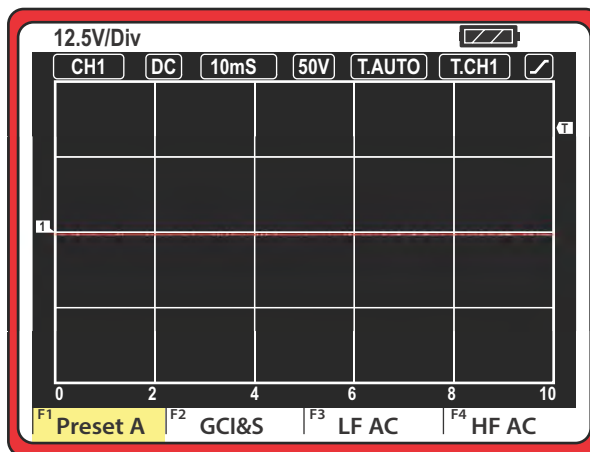 12.5V/Div
CH1 DC 10mS 50V T.AUTO T.CH1
T
1
0 2 4 6 8 10
F1 Preset A F2 GCI&S F3 LF AC F4 HF AC